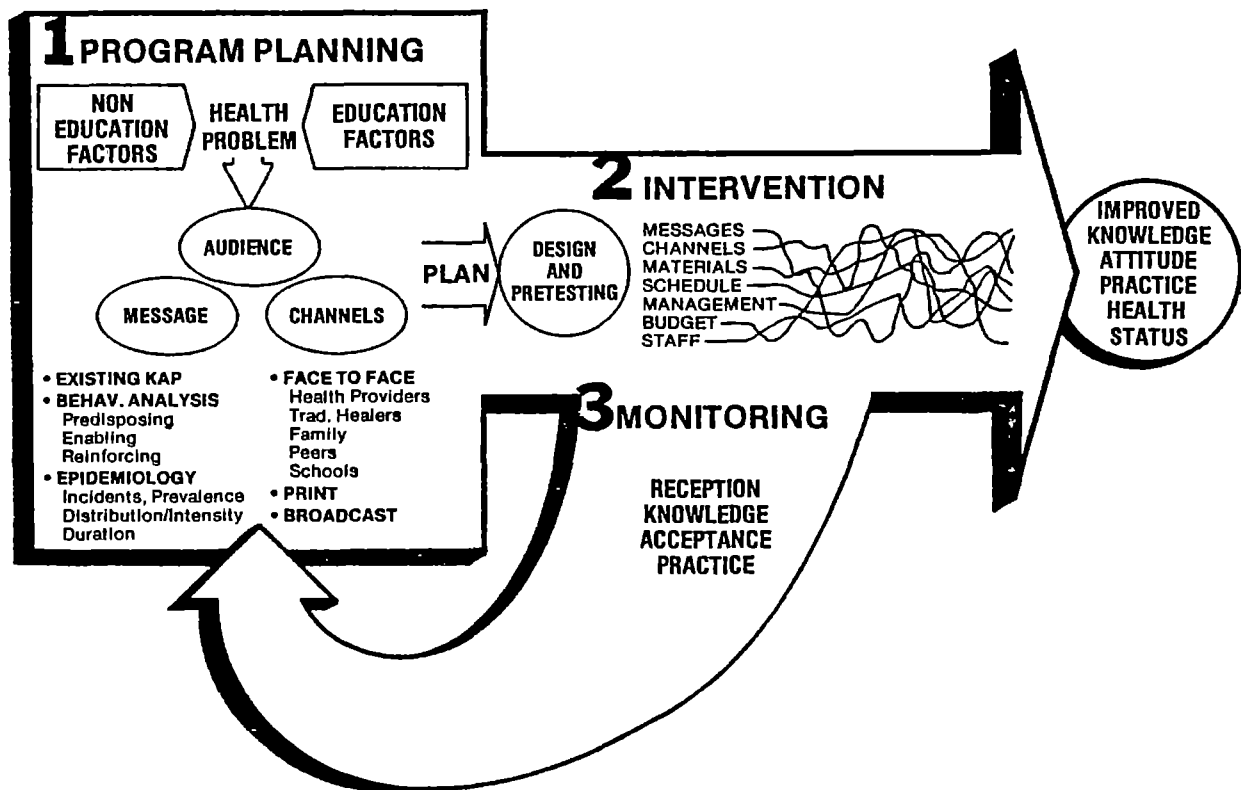 1 PROGRAM PLANNING
NON
EDUCATION
FACTORS
HEALTH
PROBLEM
EDUCATION
FACTORS
AUDIENCE
MESSAGE
CHANNELS
• EXISTING KAP
• BEHAV. ANALYSIS
Predisposing
Enabling
Reinforcing
• EPIDEMIOLOGY
Incidents, Prevalence
Distribution/Intensity
Duration
• FACE TO FACE
Health Providers
Trad. Healers
Family
Peers
Schools
• PRINT
• BROADCAST
PLAN
DESIGN
AND
PRETESTING
2 INTERVENTION
MESSAGES
CHANNELS
MATERIALS
SCHEDULE
MANAGEMENT
BUDGET
STAFF
3 MONITORING
RECEPTION
KNOWLEDGE
ACCEPTANCE
PRACTICE
IMPROVED
KNOWLEDGE
ATTITUDE
PRACTICE
HEALTH
STATUS